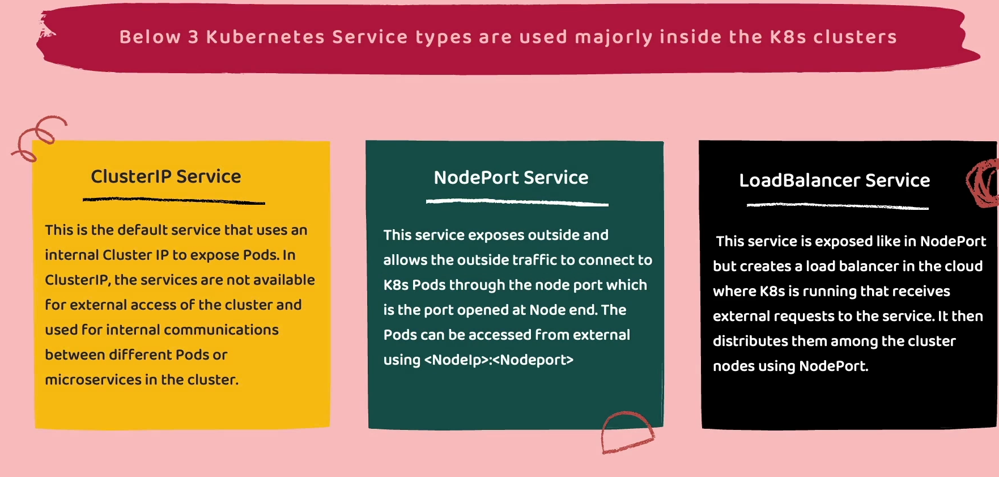 Below 3 Kubernetes Service types are used majorly inside the K8s clusters
ClusterIP Service
This is the default service that uses an
internal Cluster IP to expose Pods. In
ClusterIP, the services are not available
for external access of the cluster and
used for internal communications
between different Pods or
microservices in the cluster.
NodePort Service
This service exposes outside and
allows the outside traffic to connect to
K8s Pods through the node port which
is the port opened at Node end. The
Pods can be accessed from external
using <NodeIp>:<Nodeport>
LoadBalancer Service
This service is exposed like in NodePort
but creates a load balancer in the cloud
where K8s is running that receives
external requests to the service. It then
distributes them among the cluster
nodes using NodePort.